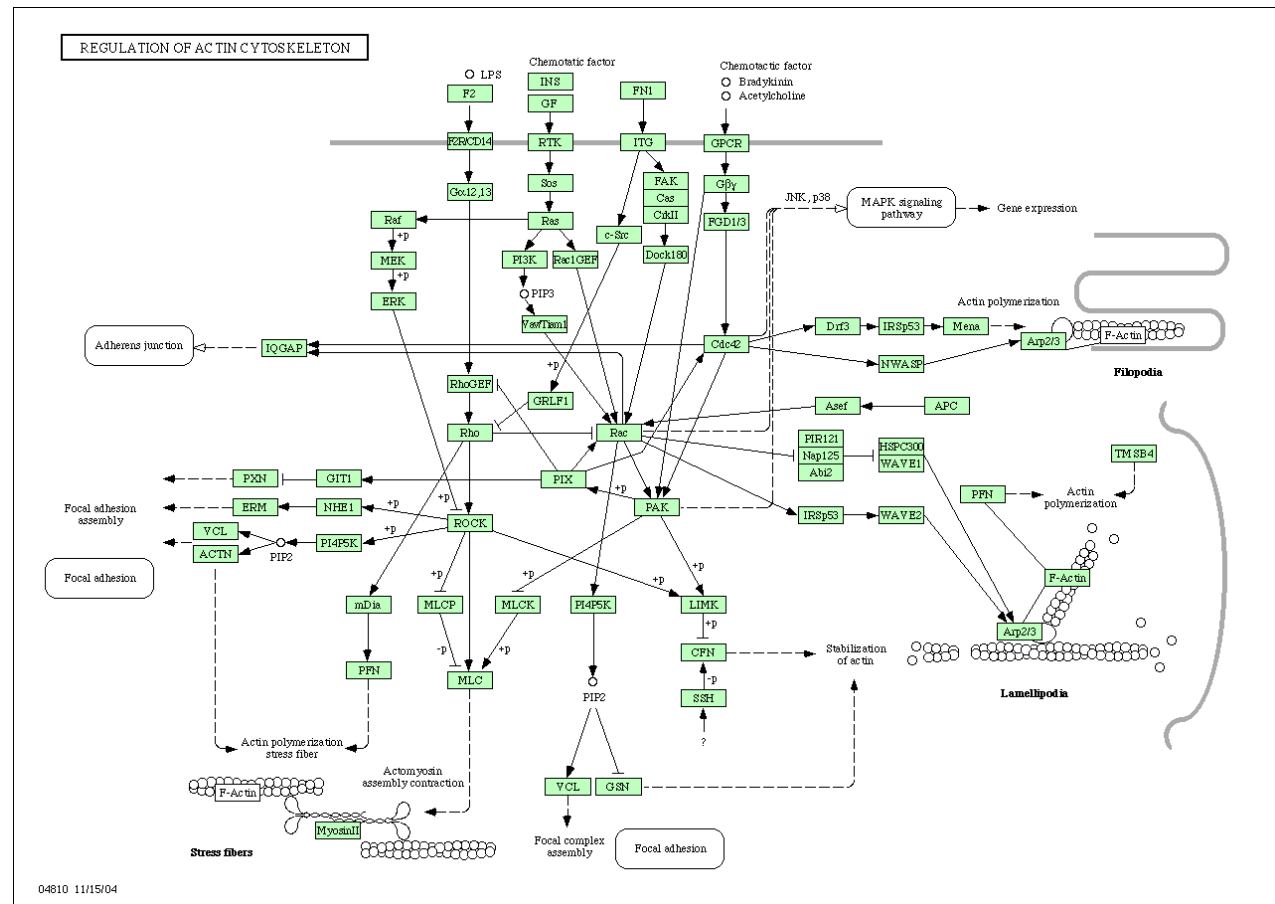 REGULATION OF ACTIN CYTOSKELETON
LPS
Chemotatic factor
Chemotactic factor
Bradykinin
Acetylcholine
F2
INS
GF
FN1
F2R/CD14
RTK
ITG
GPCR
Gα12,13
Sos
FAK
Cas
CrkII
Gβγ
JNK, p38
MAPK signaling
pathway
Gene expression
Raf
Ras
c-Src
FGD1/3
+p
MEK
PI3K
Rac1GEF
Dock180
+p
ERK
PIP3
Vav/Tiam1
Actin polymerization
Drf3
IRSp53
Mena
Arp2/3
F-Actin
Adherens junction
IQGAP
Cdc42
NWASP
Filopodia
+p
RhoGEF
GRLF1
Asef
APC
Rho
Rac
PIR121
Nap125
Abi2
HSPC300
WAVE1
TMSB4
PXN
GIT1
PIX
PFN
Actin
polymerization
+p
+p
+p
Focal adhesion
assembly
ERM
NHE1
ROCK
PAK
IRSp53
WAVE2
VCL
ACTN
PIP2
PI4P5K
+p
Focal adhesion
+p
+p
+p
+p
F-Actin
mDia
MLCP
MLCK
PI4P5K
LIMK
+p
Arp2/3
-p
+p
CFN
Stabilization
of actin
PFN
MLC
-p
SSH
PIP2
Lamellipodia
?
Actin polymerization
stress fiber
Actomyosin
assembly contraction
F-Actin
VCL
GSN
MyosinII
Stress fibers
Focal complex
assembly
Focal adhesion
04810 11/15/04